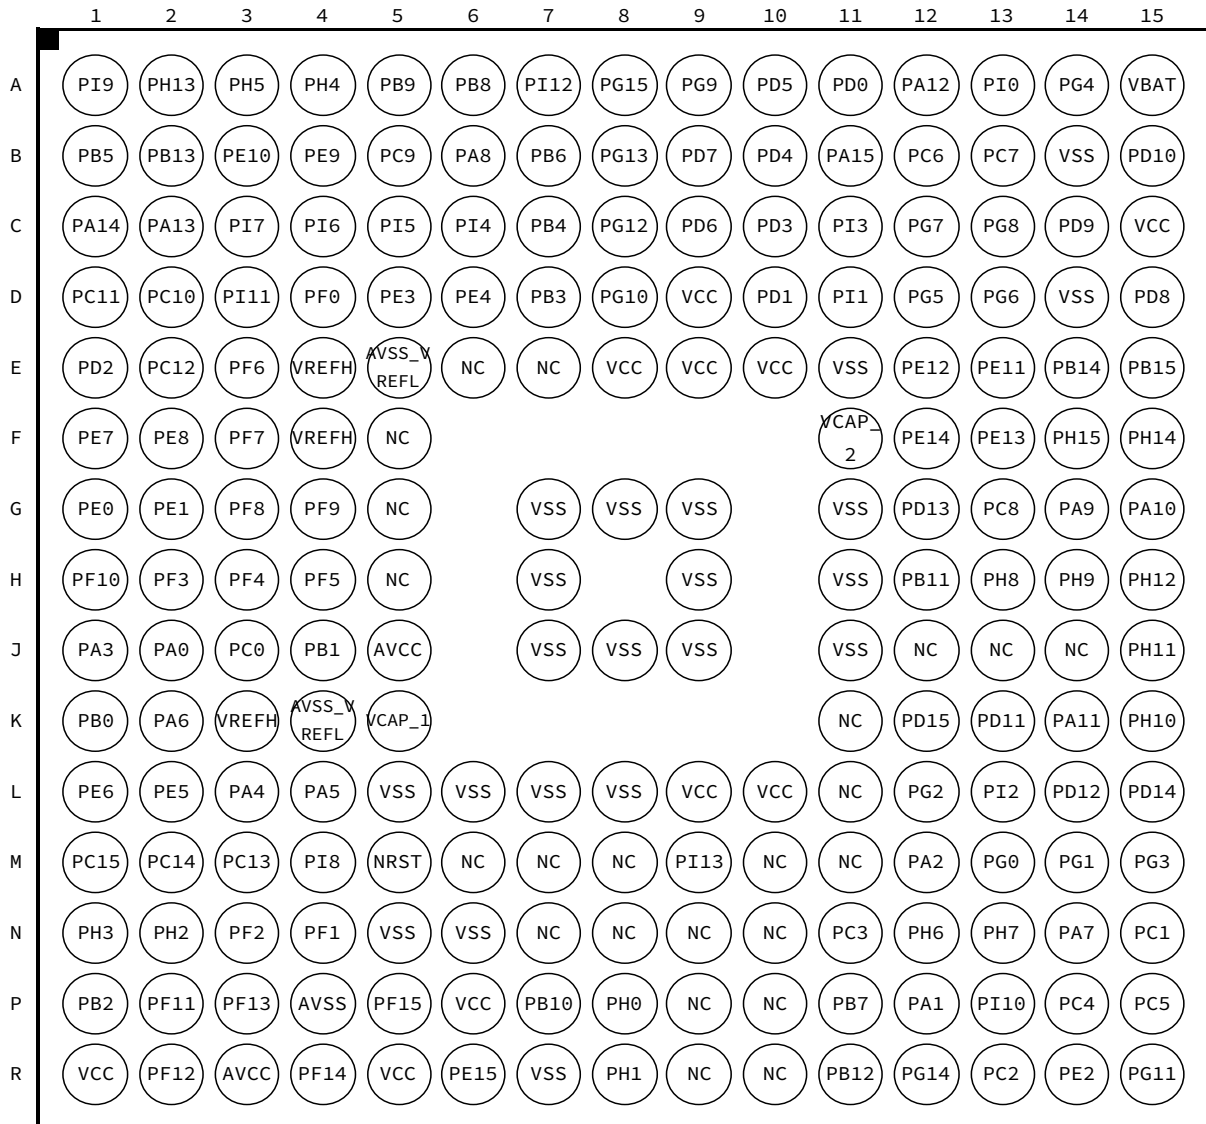 1 2 3 4 5 6 7 8 9 10 11 12 13 14 15
A PI9 PH13 PH5 PH4 PB9 PB8 PI12 PG15 PG9 PD5 PD0 PA12 PI0 PG4 VBAT
B PB5 PB13 PE10 PE9 PC9 PA8 PB6 PG13 PD7 PD4 PA15 PC6 PC7 VSS PD10
C PA14 PA13 PI7 PI6 PI5 PI4 PB4 PG12 PD6 PD3 PI3 PG7 PG8 PD9 VCC
D PC11 PC10 PI11 PF0 PE3 PE4 PB3 PG10 VCC PD1 PI1 PG5 PG6 VSS PD8
E PD2 PC12 PF6 VREFH AVSS_V
REFL NC NC VCC VCC VCC VSS PE12 PE11 PB14 PB15
F PE7 PE8 PF7 VREFH NC VCAP_
2 PE14 PE13 PH15 PH14
G PE0 PE1 PF8 PF9 NC VSS VSS VSS VSS PD13 PC8 PA9 PA10
H PF10 PF3 PF4 PF5 NC VSS VSS VSS PB11 PH8 PH9 PH12
J PA3 PA0 PC0 PB1 AVCC VSS VSS VSS VSS NC NC NC PH11
K PB0 PA6 VREFH AVSS_V
REFL VCAP_1 NC PD15 PD11 PA11 PH10
L PE6 PE5 PA4 PA5 VSS VSS VSS VSS VCC VCC NC PG2 PI2 PD12 PD14
M PC15 PC14 PC13 PI8 NRST NC NC NC PI13 NC NC PA2 PG0 PG1 PG3
N PH3 PH2 PF2 PF1 VSS VSS NC NC NC NC PC3 PH6 PH7 PA7 PC1
P PB2 PF11 PF13 AVSS PF15 VCC PB10 PH0 NC NC PB7 PA1 PI10 PC4 PC5
R VCC PF12 AVCC PF14 VCC PE15 VSS PH1 NC NC PB12 PG14 PC2 PE2 PG11